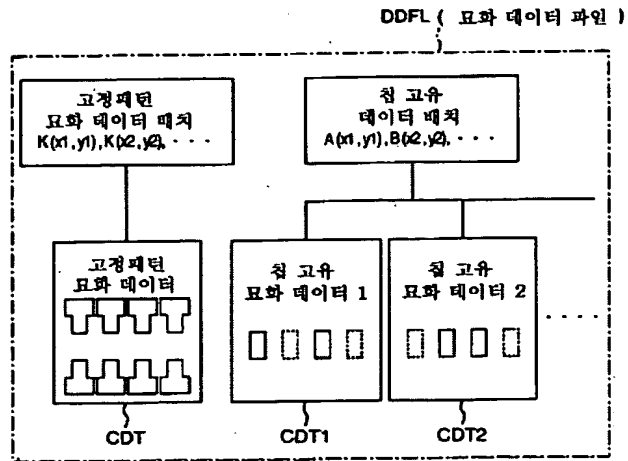 DDFL ( 묘화 데이터 파일 )
고정패턴
묘화 데이터 배치
K(x1,y1),K(x2,y2), · · ·
칩 고유
데이터 배치
A(x1,y1),B(x2,y2), · · ·
고정패턴
묘화 데이터
칩 고유
묘화 데이터 1
칩 고유
묘화 데이터 2
· · · ·
CDT
CDT1
CDT2